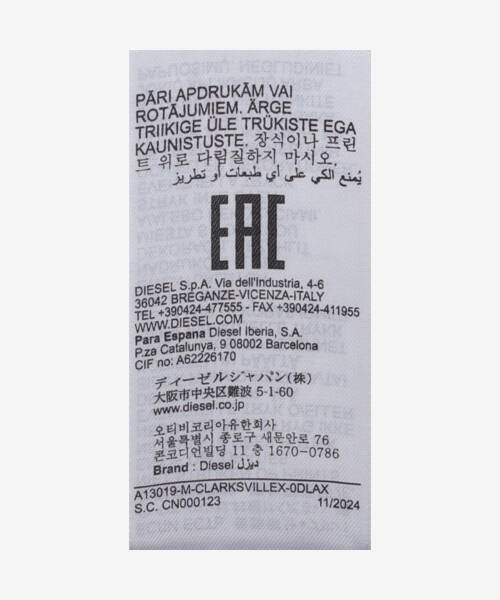 PĀRI APDRUKĀM VAI
ROTĀJUMIEM. ÄRGE
TRIIKIGE ÜLE TRÜKISTE EGA
KAUNISTUSTE. 장식이나 프린
트 위로 다림질하지 마시오.
يُمنع الكي على أي طبعات أو تطريز
EAC
DIESEL S.p.A. Via dell'Industria, 4-6
36042 BREGANZE-VICENZA-ITALY
TEL +390424-477555 - FAX +390424-411955
WWW.DIESEL.COM
Para Espana Diesel Iberia, S.A.
P.za Catalunya, 9 08002 Barcelona
CIF no: A62226170
ディーゼルジャパン(株)
大阪市中央区難波 5-1-60
www.diesel.co.jp
오티비코리아유한회사
서울특별시 종로구 새문안로 76
콘코디언빌딩 11 층 1670-0786
Brand : Diesel ديزل
A13019-M-CLARKSVILLEX-0DLAX
S.C. CN000123 11/2024